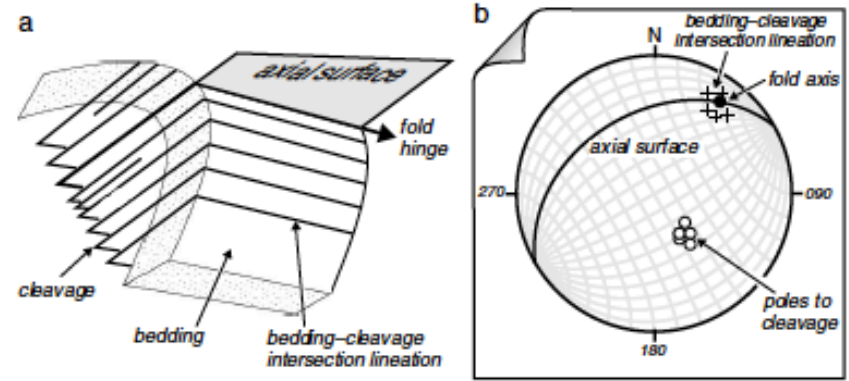 a
axial surface
fold
hinge
cleavage
bedding
bedding–cleavage
intersection lineation
b
bedding–cleavage
intersection lineation
N
fold axis
axial surface
270
090
poles to
cleavage
180